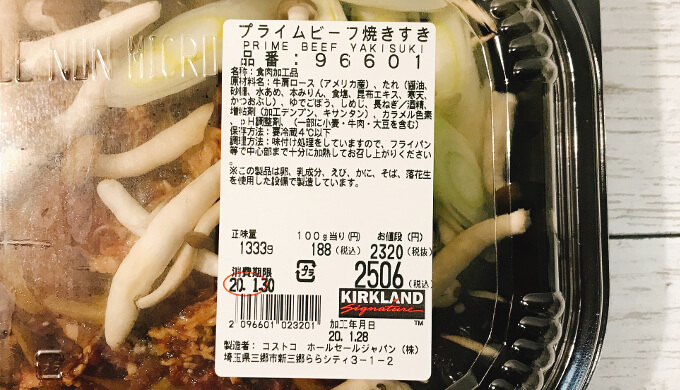 プライムビーフ焼きすき
PRIME BEEF YAKISUKI
品番:96601
名称:食肉加工品
原材料名:牛肩ロース(アメリカ産)、たれ(醤油、
砂糖、水あめ、本みりん、食塩、昆布エキス、寒天、
かつおぶし)、ゆでごぼう、しめじ、長ねぎ/酒精、
増粘剤(加工デンプン、キサンタン)、カラメル色素
、pH調整剤、(一部に小麦・牛肉・大豆を含む)
保存方法:要冷蔵4℃以下
調理方法:味付け処理をしていますので、フライパン
等で中心部まで十分に加熱してお召し上がりください
。
※この製品は卵、乳成分、えび、かに、そば、落花生
を使用した設備で製造しています。
正味量 100g当り(円) お値段(円)
1333g 188(税込) 2320(税抜)
消費期限 プラ 2506(税込)
20. 1.30
KIRKLAND
Signature™
2 096601 023201 加工年月日
20. 1.28
製造者: コストコ ホールセールジャパン(株)
埼玉県三郷市新三郷ららシティ3-1-2
NON MICRO